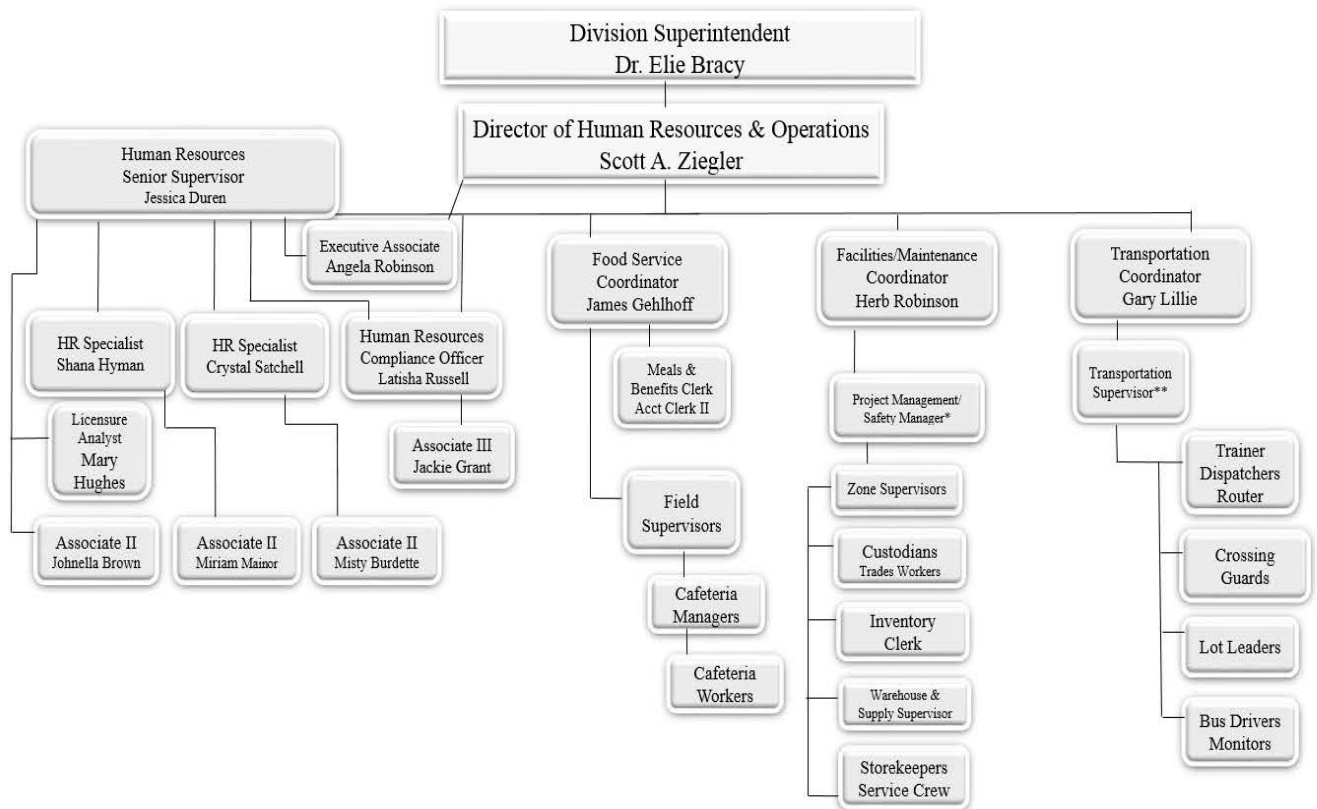 Division Superintendent
Dr. Elie Bracy
Director of Human Resources & Operations
Scott A. Ziegler
Human Resources
Senior Supervisor
Jessica Duren
Executive Associate
Angela Robinson
Food Service
Coordinator
James Gehlhoff
Facilities/Maintenance
Coordinator
Herb Robinson
Transportation
Coordinator
Gary Lillie
HR Specialist
Shana Hyman
HR Specialist
Crystal Satchell
Human Resources
Compliance Officer
Latisha Russell
Meals &
Benefits Clerk
Acct Clerk II
Project Management/
Safety Manager*
Transportation
Supervisor**
Licensure
Analyst
Mary
Hughes
Associate III
Jackie Grant
Associate II
Johnella Brown
Associate II
Miriam Mainor
Associate II
Misty Burdette
Field
Supervisors
Cafeteria
Managers
Cafeteria
Workers
Zone Supervisors
Custodians
Trades Workers
Inventory
Clerk
Warehouse &
Supply Supervisor
Storekeepers
Service Crew
Trainer
Dispatchers
Router
Crossing
Guards
Lot Leaders
Bus Drivers
Monitors